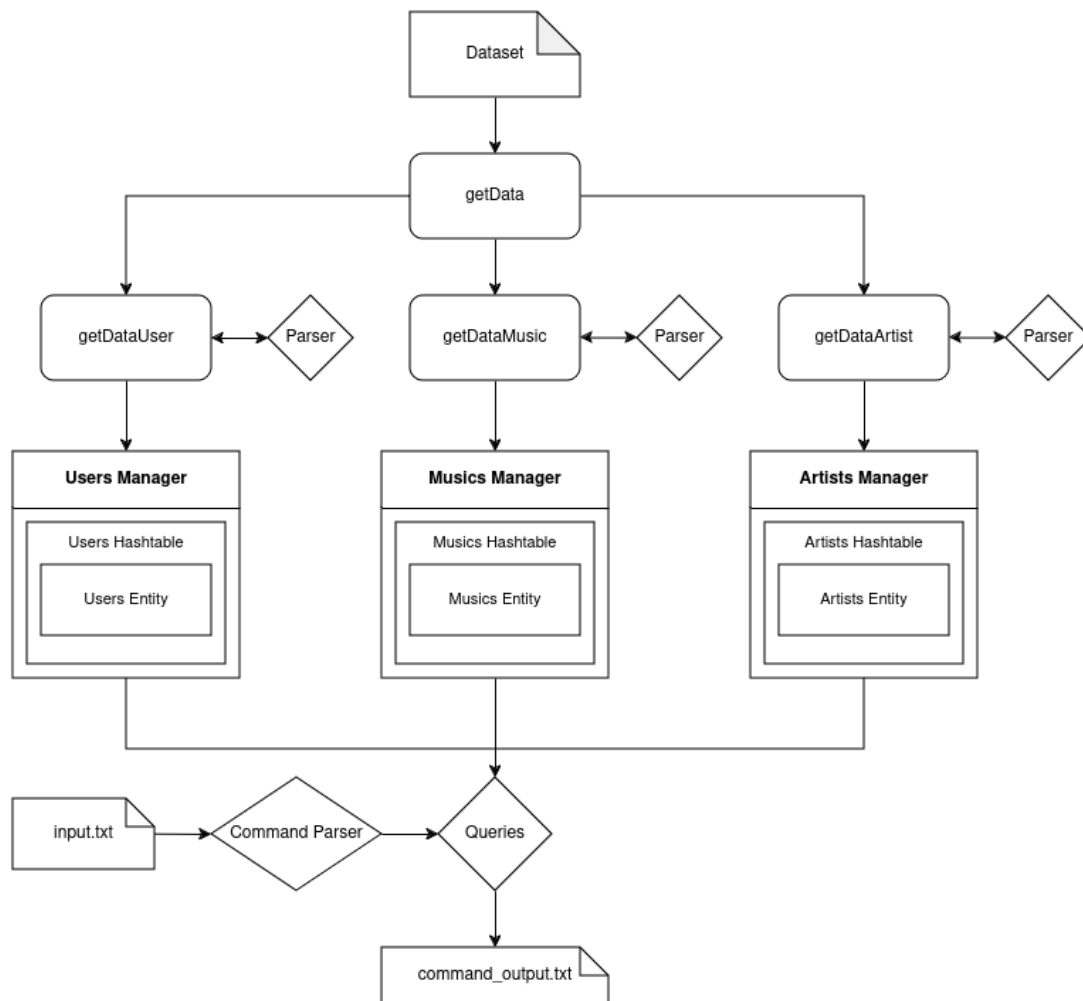 Dataset
getData
getDataUser
Parser
getDataMusic
Parser
getDataArtist
Parser
Users Manager
Musics Manager
Artists Manager
Users Hashtable
Musics Hashtable
Artists Hashtable
Users Entity
Musics Entity
Artists Entity
input.txt
Command Parser
Queries
command_output.txt